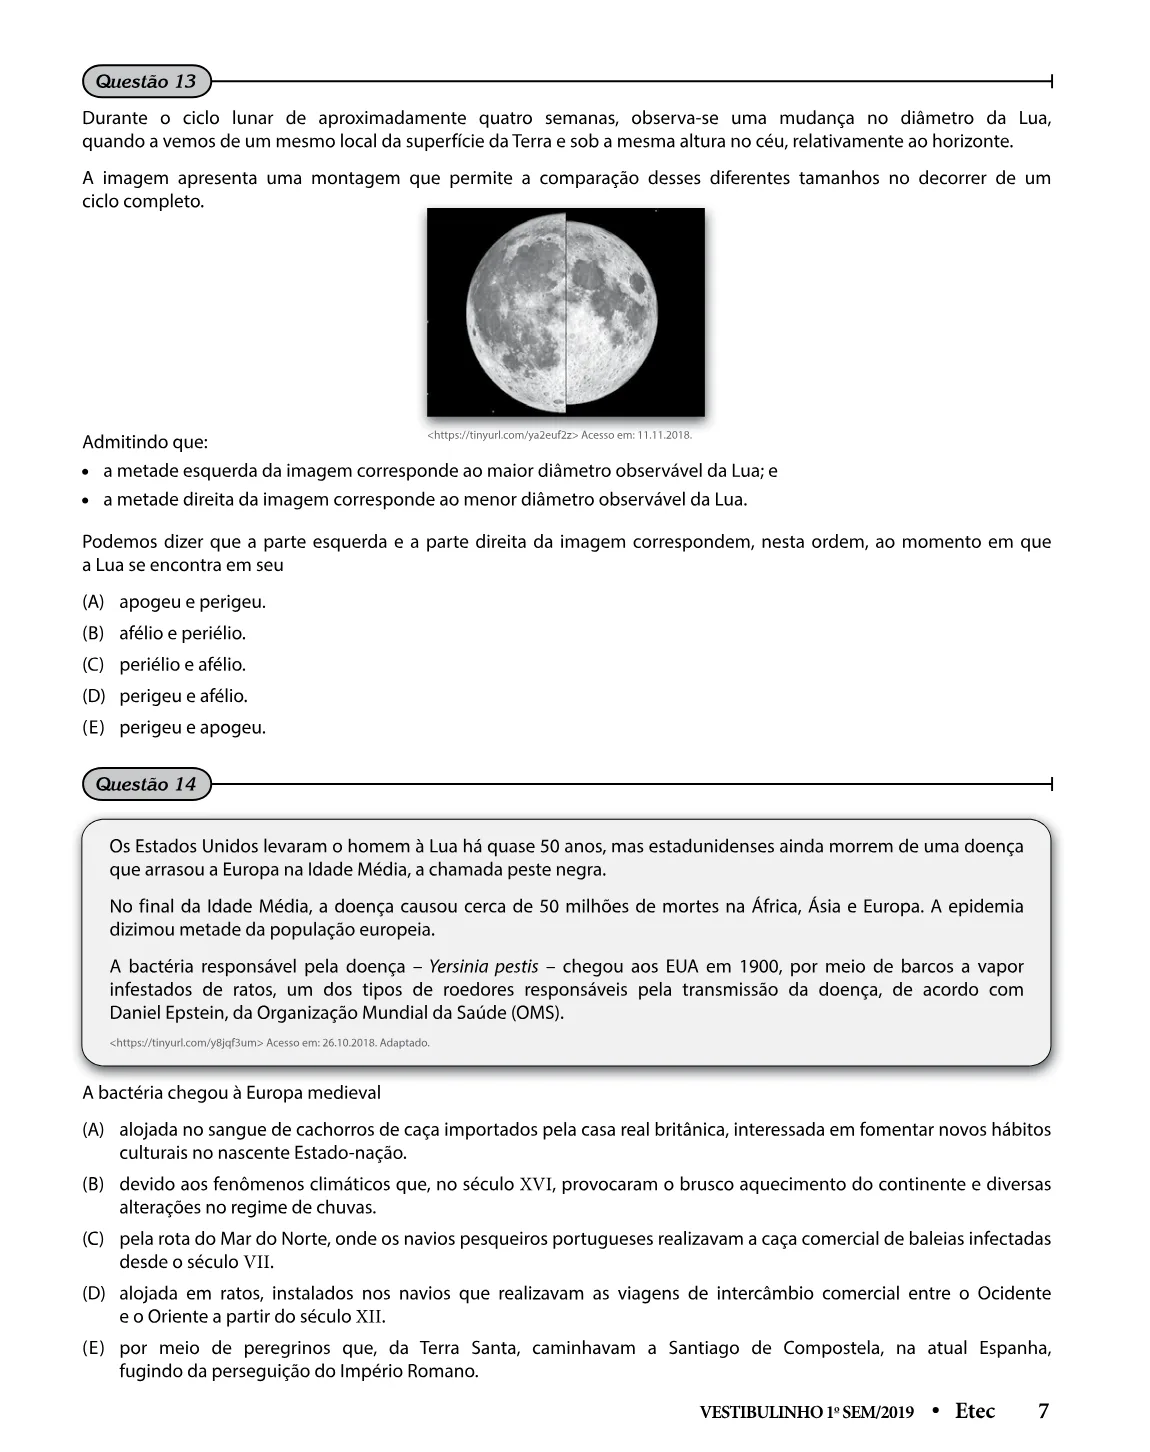 Questão 13
Durante o ciclo lunar de aproximadamente quatro semanas, observa-se uma mudança no diâmetro da Lua,
quando a vemos de um mesmo local da superfície da Terra e sob a mesma altura no céu, relativamente ao horizonte.
A imagem apresenta uma montagem que permite a comparação desses diferentes tamanhos no decorrer de um
ciclo completo.
<https://tinyurl.com/ya2euf2z> Acesso em: 11.11.2018.
Admitindo que:
• a metade esquerda da imagem corresponde ao maior diâmetro observável da Lua; e
• a metade direita da imagem corresponde ao menor diâmetro observável da Lua.
Podemos dizer que a parte esquerda e a parte direita da imagem correspondem, nesta ordem, ao momento em que
a Lua se encontra em seu
(A) apogeu e perigeu.
(B) afélio e periélio.
(C) periélio e afélio.
(D) perigeu e afélio.
(E) perigeu e apogeu.
Questão 14
Os Estados Unidos levaram o homem à Lua há quase 50 anos, mas estadunidenses ainda morrem de uma doença
que arrasou a Europa na Idade Média, a chamada peste negra.
No final da Idade Média, a doença causou cerca de 50 milhões de mortes na África, Ásia e Europa. A epidemia
dizimou metade da população europeia.
A bactéria responsável pela doença – Yersinia pestis – chegou aos EUA em 1900, por meio de barcos a vapor
infestados de ratos, um dos tipos de roedores responsáveis pela transmissão da doença, de acordo com
Daniel Epstein, da Organização Mundial da Saúde (OMS).
<https://tinyurl.com/y8jqf3um> Acesso em: 26.10.2018. Adaptado.
A bactéria chegou à Europa medieval
(A) alojada no sangue de cachorros de caça importados pela casa real britânica, interessada em fomentar novos hábitos
culturais no nascente Estado-nação.
(B) devido aos fenômenos climáticos que, no século XVI, provocaram o brusco aquecimento do continente e diversas
alterações no regime de chuvas.
(C) pela rota do Mar do Norte, onde os navios pesqueiros portugueses realizavam a caça comercial de baleias infectadas
desde o século VII.
(D) alojada em ratos, instalados nos navios que realizavam as viagens de intercâmbio comercial entre o Ocidente
e o Oriente a partir do século XII.
(E) por meio de peregrinos que, da Terra Santa, caminhavam a Santiago de Compostela, na atual Espanha,
fugindo da perseguição do Império Romano.
VESTIBULINHO 1º SEM/2019 • Etec 7